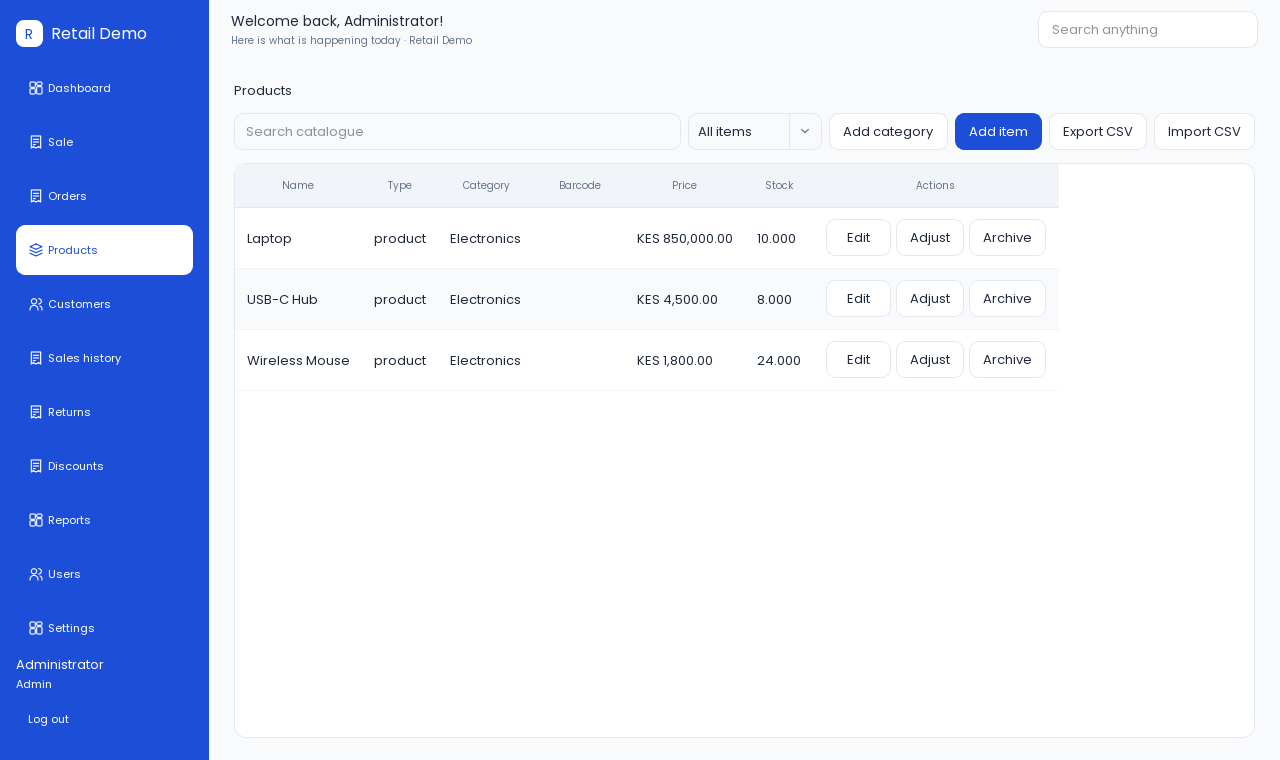 R Retail Demo
Dashboard
Sale
Orders
Products
Customers
Sales history
Returns
Discounts
Reports
Users
Settings
Administrator
Admin
Log out
Welcome back, Administrator!
Here is what is happening today · Retail Demo
Search anything
Products
Search catalogue
All items
Add category
Add item
Export CSV
Import CSV
Name Type Category Barcode Price Stock Actions
Laptop product Electronics KES 850,000.00 10.000 Edit Adjust Archive
USB-C Hub product Electronics KES 4,500.00 8.000 Edit Adjust Archive
Wireless Mouse product Electronics KES 1,800.00 24.000 Edit Adjust Archive